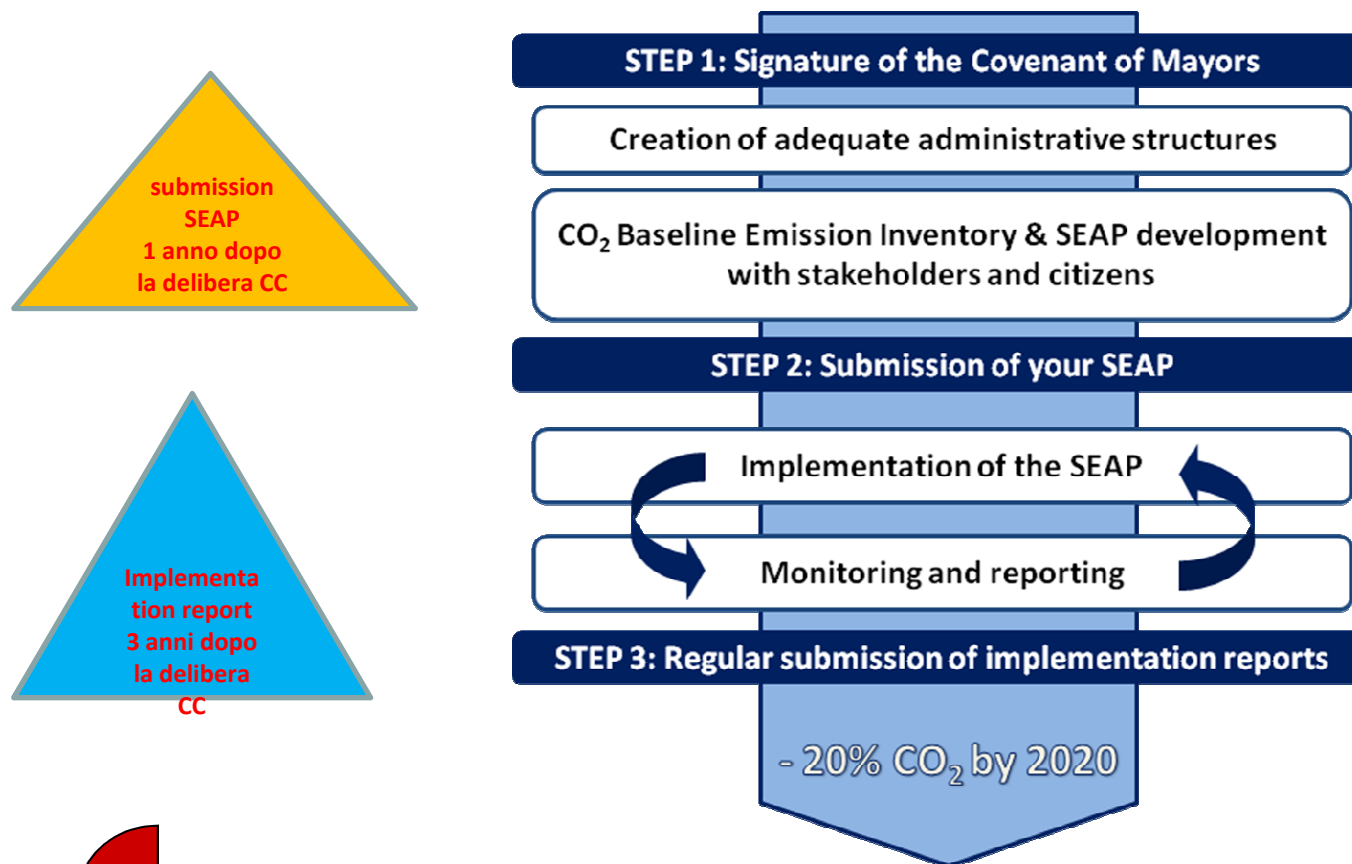 submission
SEAP
1 anno dopo
la delibera CC
Implementa
tion report
3 anni dopo
la delibera
CC
STEP 1: Signature of the Covenant of Mayors
Creation of adequate administrative structures
CO₂ Baseline Emission Inventory & SEAP development
with stakeholders and citizens
STEP 2: Submission of your SEAP
Implementation of the SEAP
Monitoring and reporting
STEP 3: Regular submission of implementation reports
- 20% CO₂ by 2020